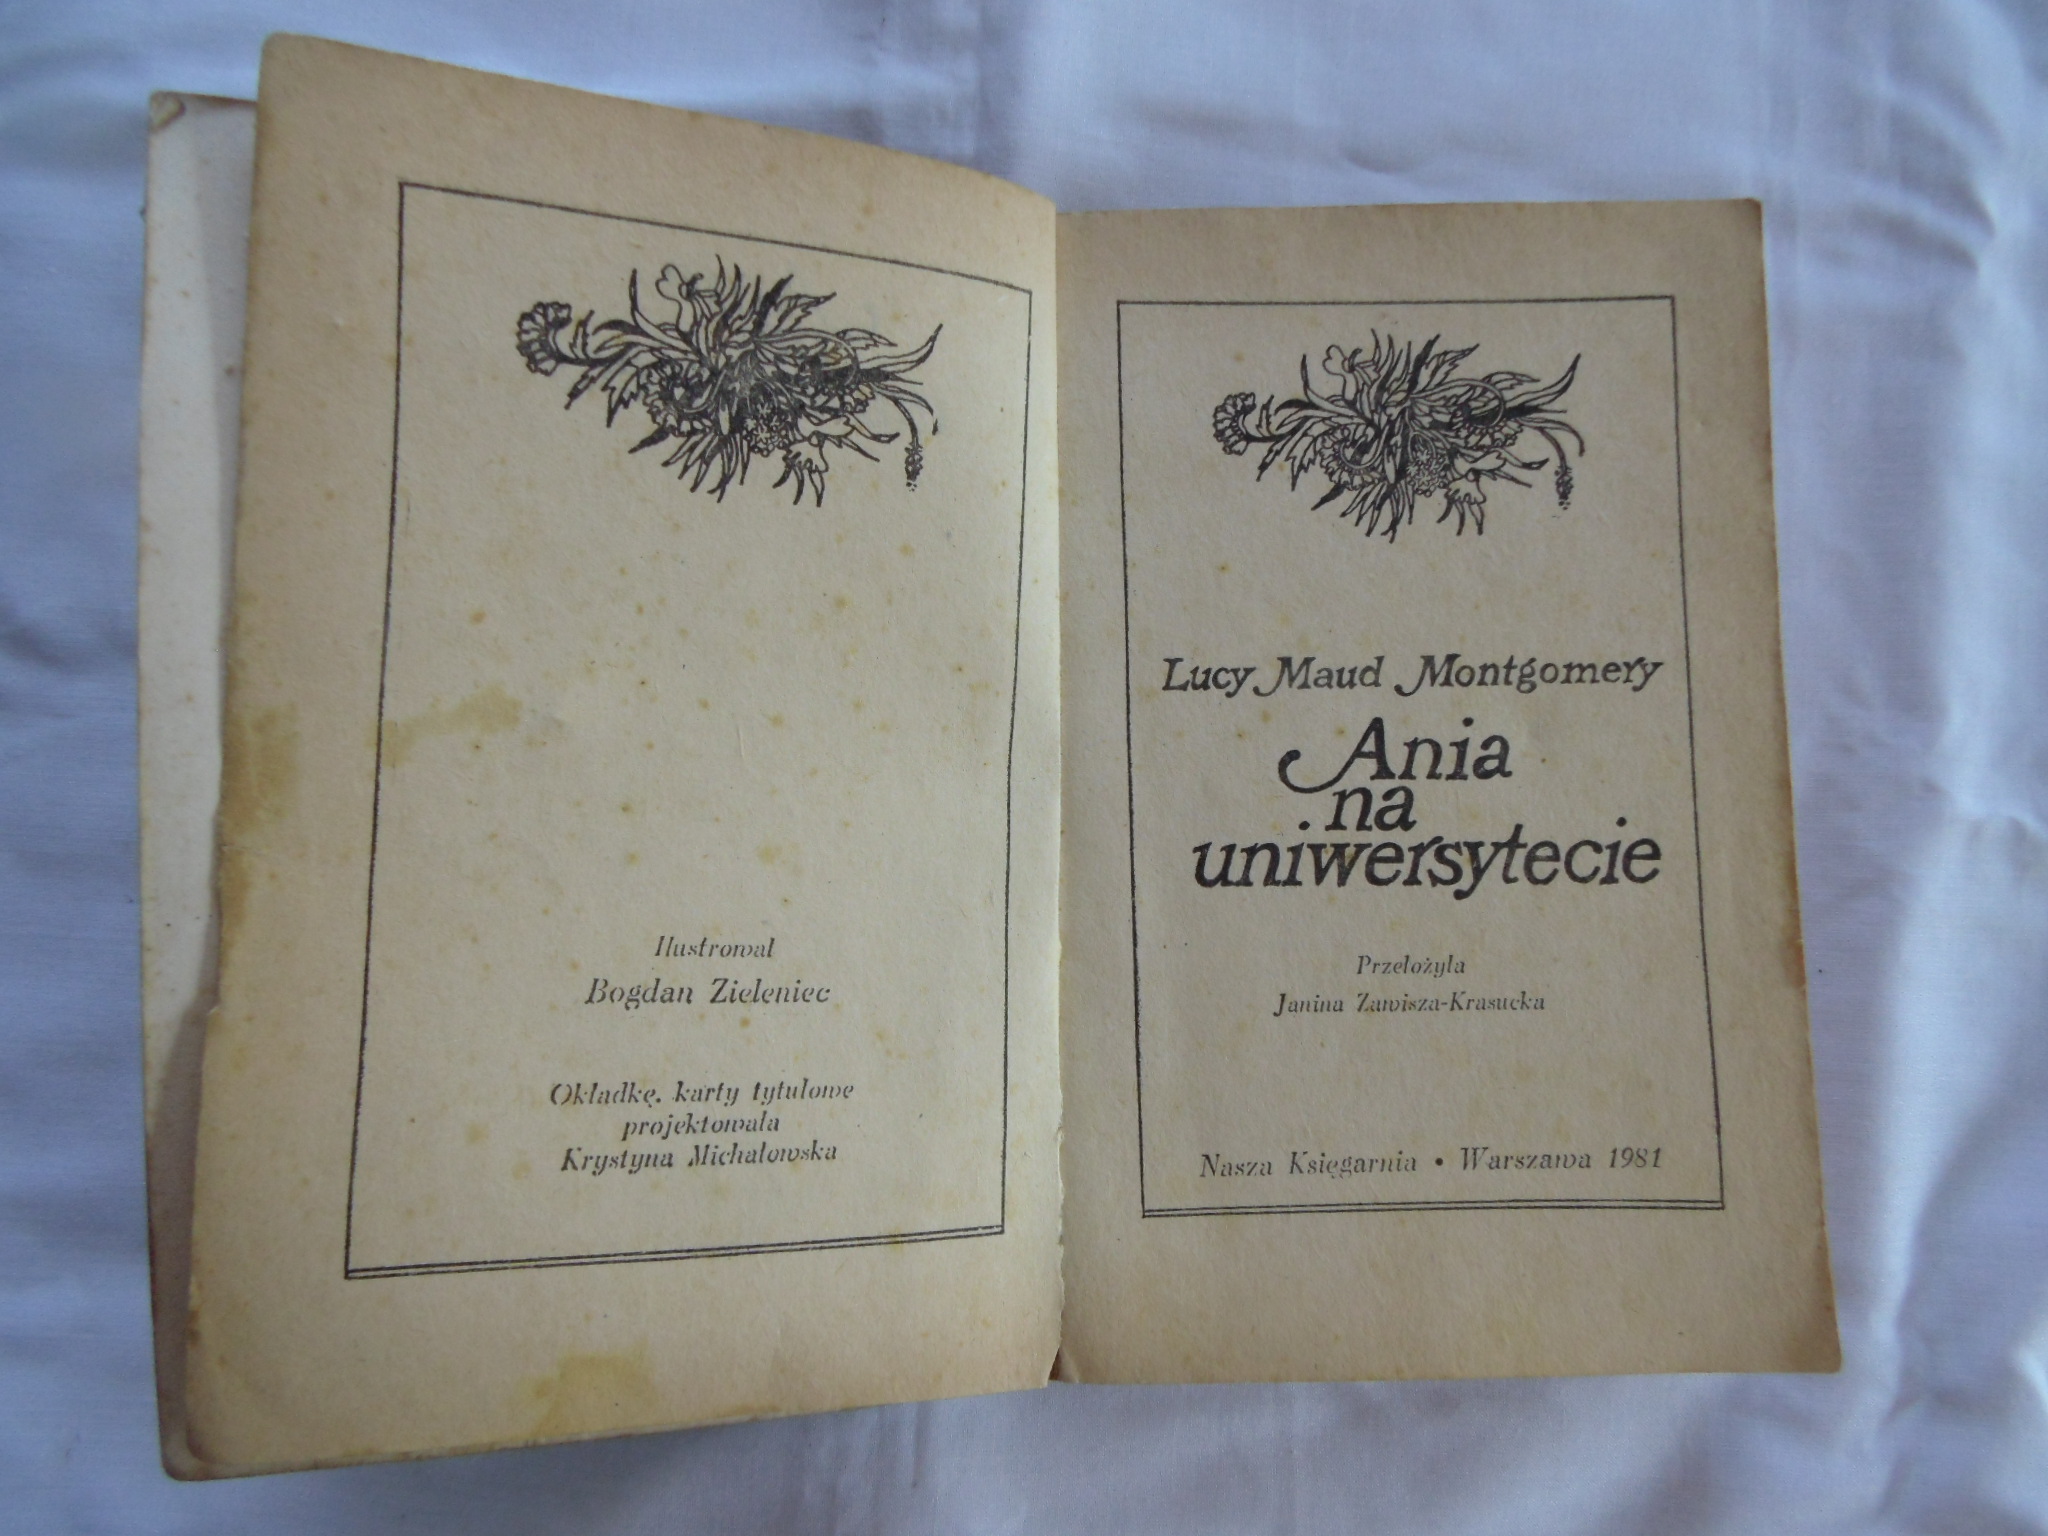 Ilustrował
Bogdan Zieleniec
Okładkę, karty tytułowe
projektowała
Krystyna Michałowska
Lucy Maud Montgomery
Ania
na
uniwersytecie
Przełożyła
Janina Zawisza-Krasucka
Nasza Księgarnia • Warszawa 1981